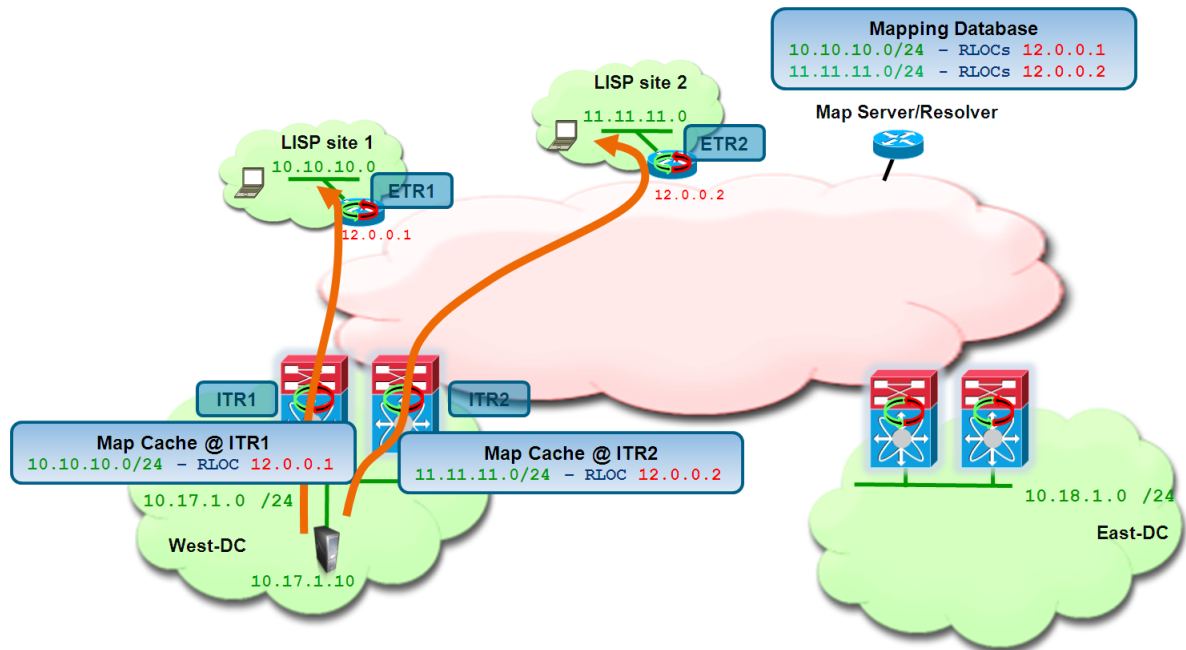 Mapping Database
10.10.10.0/24 – RLOCs 12.0.0.1
11.11.11.0/24 – RLOCs 12.0.0.2
Map Server/Resolver
LISP site 2
11.11.11.0
ETR2
12.0.0.2
LISP site 1
10.10.10.0
ETR1
12.0.0.1
ITR1
ITR2
Map Cache @ ITR1
10.10.10.0/24 – RLOC 12.0.0.1
Map Cache @ ITR2
11.11.11.0/24 – RLOC 12.0.0.2
10.17.1.0 /24
West-DC
10.17.1.10
10.18.1.0 /24
East-DC